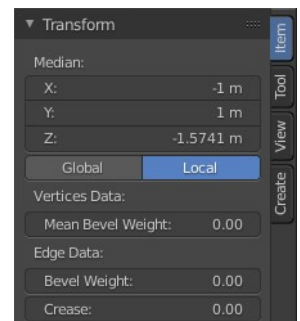 Transform
Median:
X: -1 m
Y: 1 m
Z: -1.5741 m
Global Local
Vertices Data:
Mean Bevel Weight: 0.00
Edge Data:
Bevel Weight: 0.00
Crease: 0.00
Item
Tool
View
Create